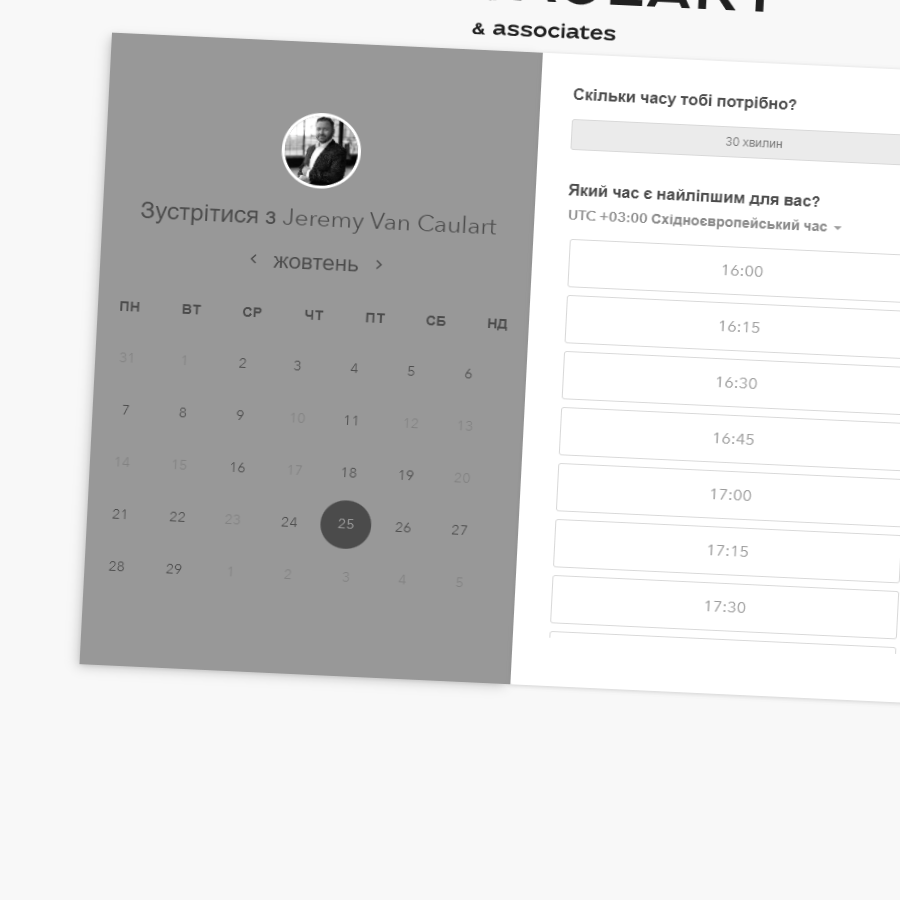 & associates
Зустрітися з Jeremy Van Caulart
жовтень
ПН ВТ СР ЧТ ПТ СБ НД
31 1 2 3 4 5 6
7 8 9 10 11 12 13
14 15 16 17 18 19 20
21 22 23 24 25 26 27
28 29 1 2 3 4 5
Скільки часу тобі потрібно?
30 хвилин
Який час є найліпшим для вас?
UTC +03:00 Східноєвропейський час
16:00
16:15
16:30
16:45
17:00
17:15
17:30